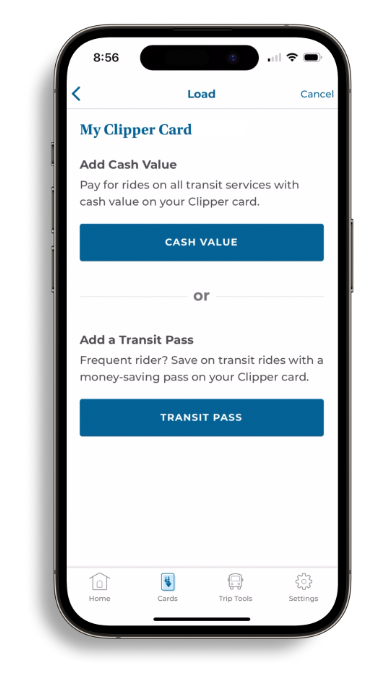 8:56
Load
Cancel
My Clipper Card
Add Cash Value
Pay for rides on all transit services with
cash value on your Clipper card.
CASH VALUE
or
Add a Transit Pass
Frequent rider? Save on transit rides with a
money-saving pass on your Clipper card.
TRANSIT PASS
Home
Cards
Trip Tools
Settings